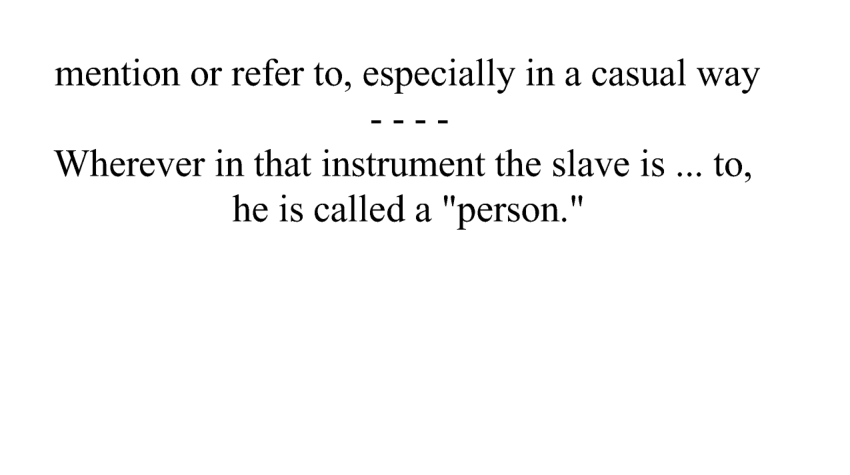 mention or refer to, especially in a casual way
- - - -
Wherever in that instrument the slave is ... to,
he is called a "person."